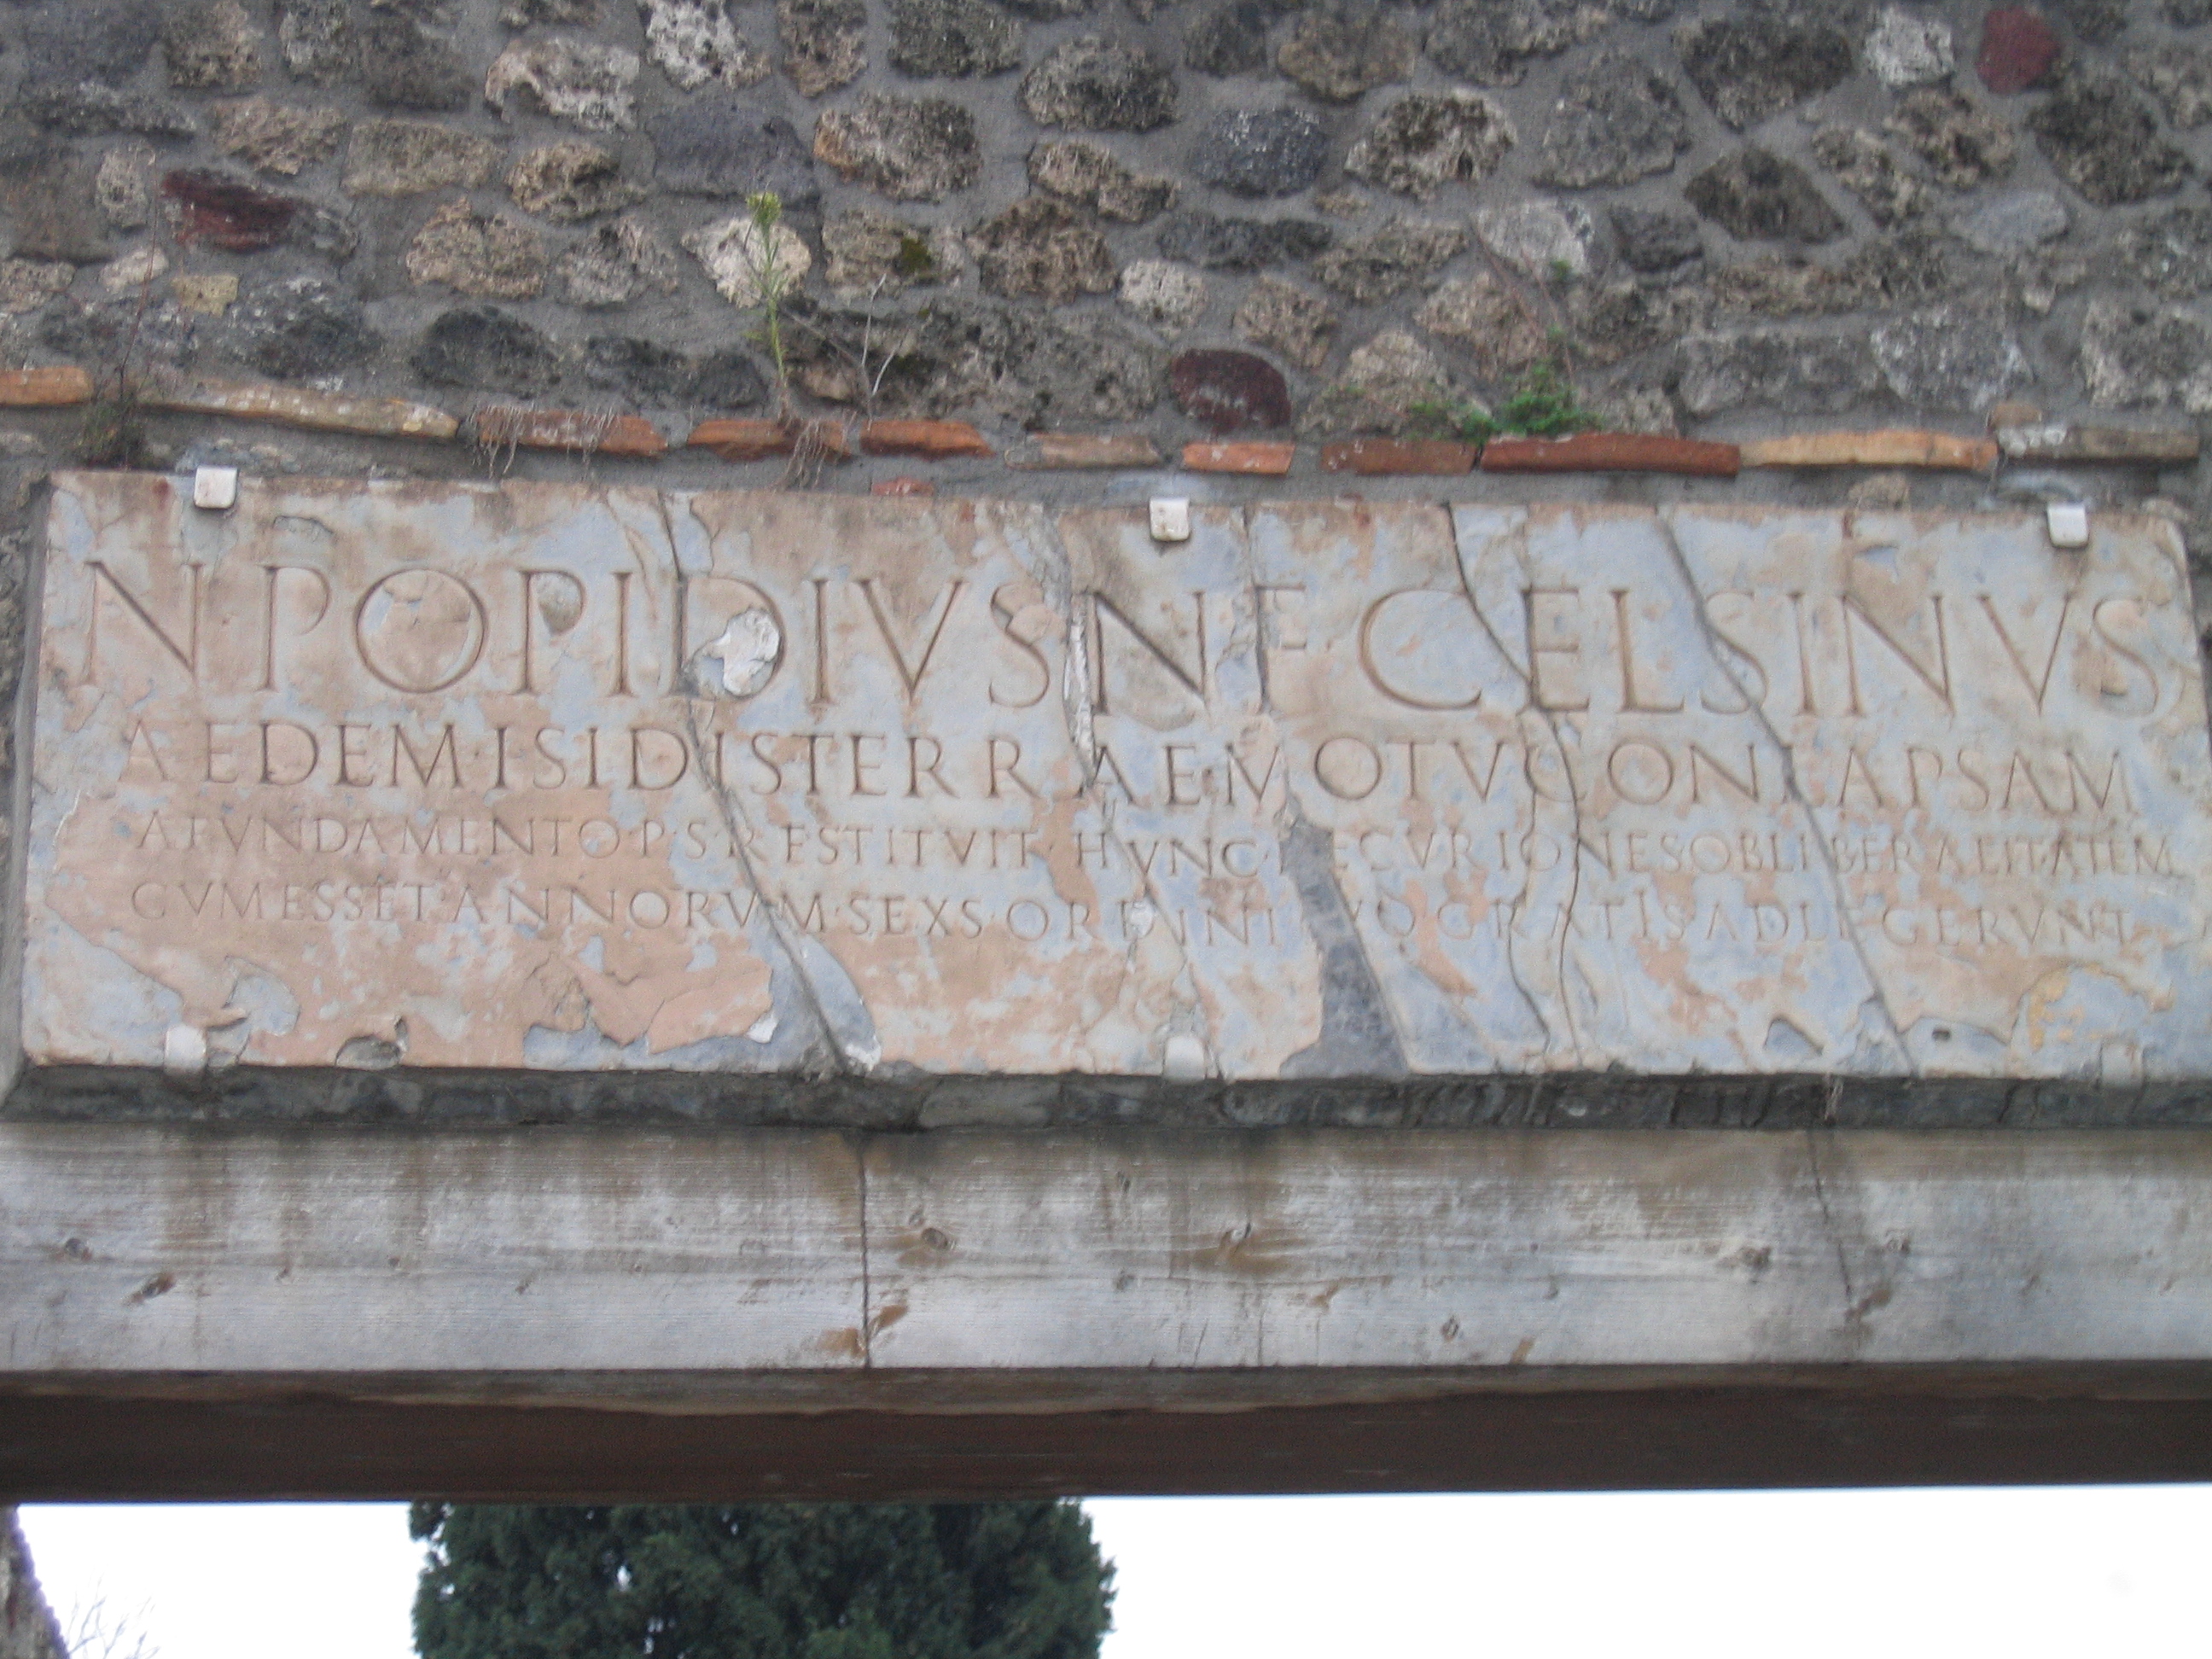 N POPIDIVS N F CELSINVS
AEDEM·ISIDIS TERRAE MOTV CONLAPSAM
A FVNDAMENTO·P·S·RESTITVIT·HVNC·DECVRIONES OB LIBERALITATEM
CVM ESSET·ANNORVM·SEXS·ORDINI SVO GRATIS ADLEGERVNT